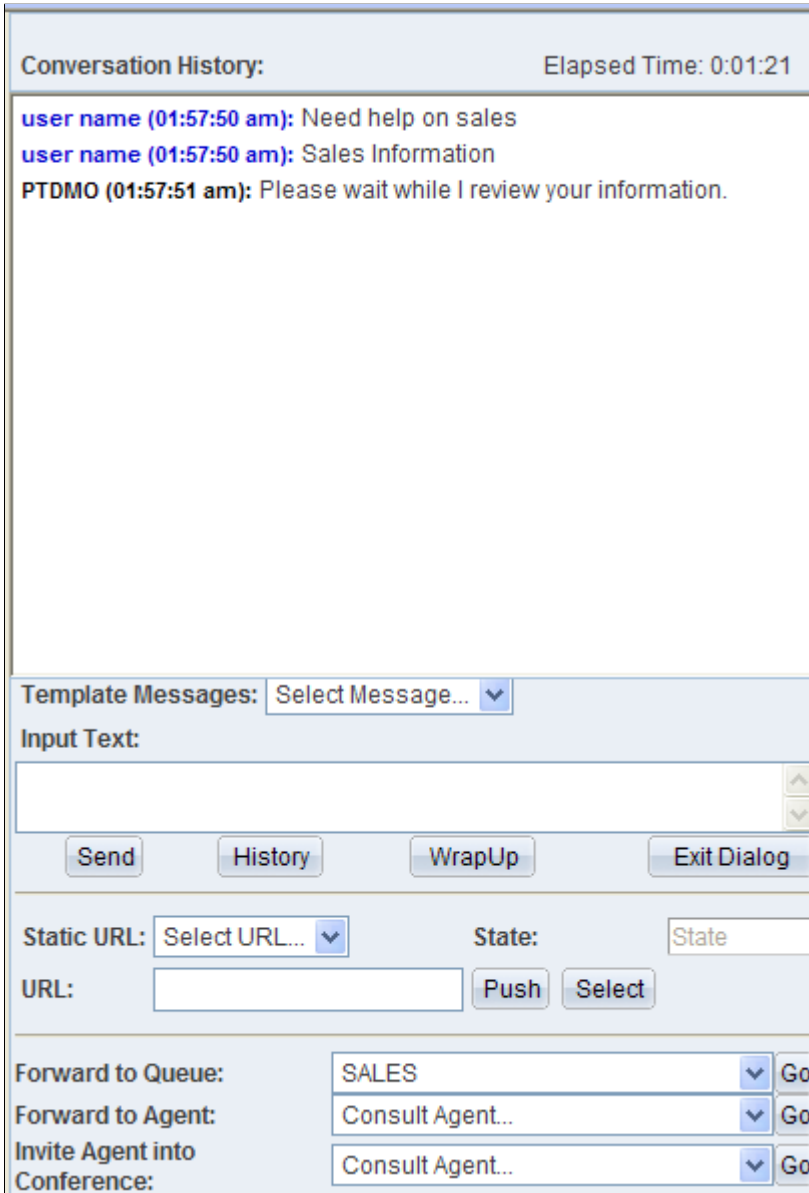 Conversation History: Elapsed Time: 0:01:21
user name (01:57:50 am): Need help on sales
user name (01:57:50 am): Sales Information
PTDMO (01:57:51 am): Please wait while I review your information.
Template Messages: Select Message...
Input Text:
Send History WrapUp Exit Dialog
Static URL: Select URL... State: State
URL: Push Select
Forward to Queue: SALES Go
Forward to Agent: Consult Agent... Go
Invite Agent into
Conference: Consult Agent... Go